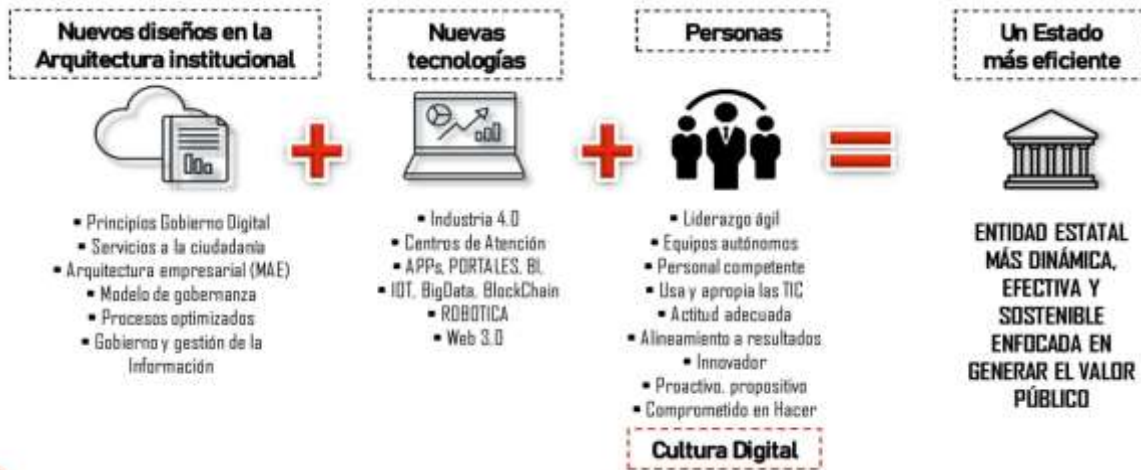 Nuevos diseños en la
Arquitectura institucional
▪ Principios Gobierno Digital
▪ Servicios a la ciudadanía
▪ Arquitectura empresarial (MAE)
▪ Modelo de gobernanza
▪ Procesos optimizados
▪ Gobierno y gestión de la
Información
Nuevas
tecnologías
▪ Industria 4.0
▪ Centros de Atención
▪ APPs, PORTALES, BI,
▪ IOT, BigData, BlockChain
▪ ROBOTICA
▪ Web 3.0
Personas
▪ Liderazgo ágil
▪ Equipos autónomos
▪ Personal competente
▪ Usa y apropia las TIC
▪ Actitud adecuada
▪ Alineamiento a resultados
▪ Innovador
▪ Proactivo, propositivo
▪ Comprometido en Hacer
Cultura Digital
Un Estado
más eficiente
ENTIDAD ESTATAL
MÁS DINÁMICA,
EFECTIVA Y
SOSTENIBLE
ENFOCADA EN
GENERAR EL VALOR
PÚBLICO